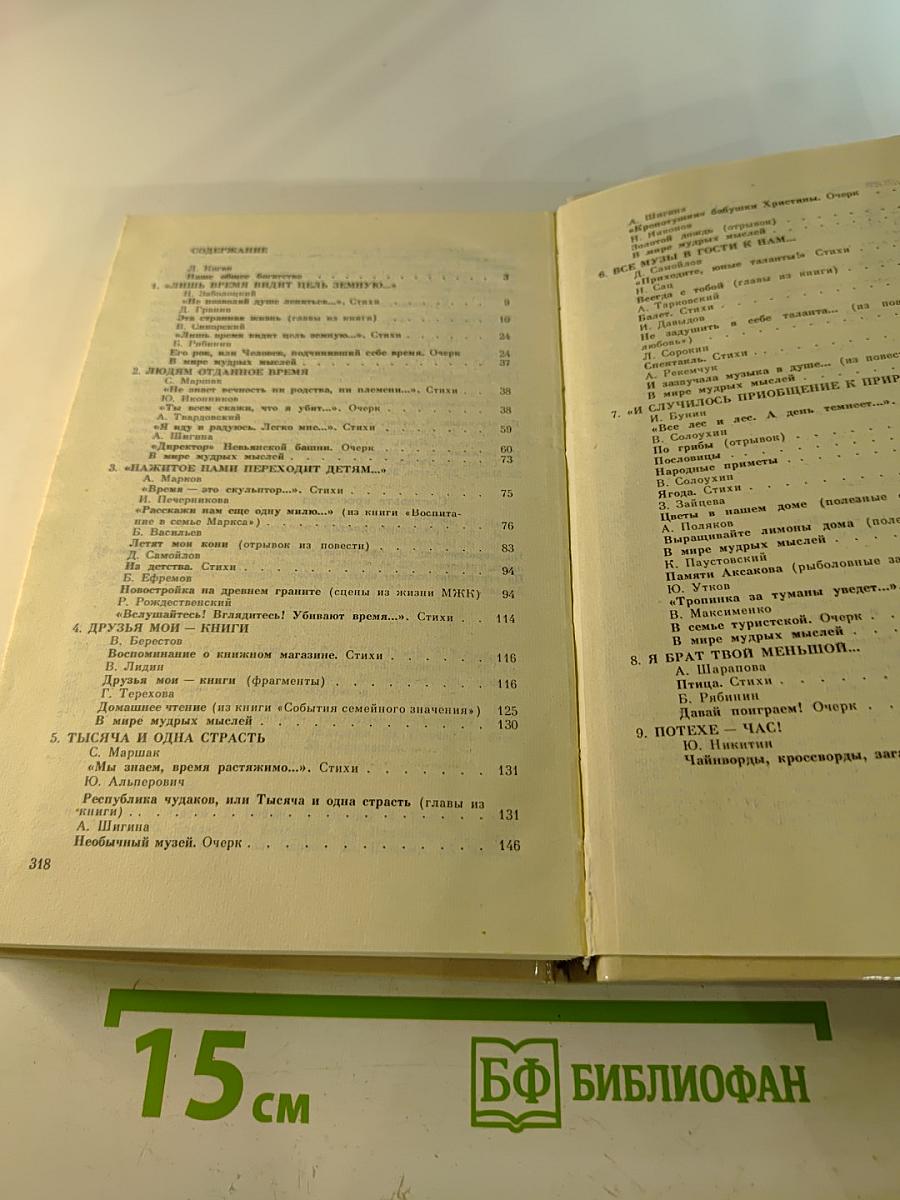 СОДЕРЖАНИЕ
Наше общее богатство . . . 3
1. «ЛИШЬ ВРЕМЯ ВИДИТ ЦЕЛЬ ЗЕМНУЮ...»
Н. Заболоцкий
«Не позволяй душе лениться...», Стихи . . . 9
Д. Гранин
Эта странная жизнь (главы из книги) . . . 10
«Лишь время видит цель земную...». Стихи . . . 24
Б. Рябинин
Его рок, или Человек, подчинивший себе время. Очерк 24
В мире мудрых мыслей . . . 37
2. ЛЮДЯМ ОТДАННОЕ ВРЕМЯ
С. Маршак
«Не знает вечность ни родства, ни племени...». Стихи . 38
Ю. Иконников
«Ты всем скажи, что я убит...». Очерк . . . 38
А. Твардовский
«Я иду и радуюсь. Легко мне...». Стихи . . . 59
А. Шигина
«Директор» Невьянской башни. Очерк . . . 60
В мире мудрых мыслей . . . 73
3. «НАЖИТОЕ НАМИ ПЕРЕХОДИТ ДЕТЯМ...»
А. Марков
«Время — это скульптор...». Стихи . . . 75
И. Печерникова
«Расскажи нам еще одну милю...» (из книги «Воспита-
ние в семье Маркса») . . . 76
Б. Васильев
Летят мои кони (отрывок из повести) . . . 83
Д. Самойлов
Из детства. Стихи . . . 94
Б. Ефремов
Новостройка на древнем граните (сцены из жизни МЖК) 94
Р. Рождественский
«Вслушайтесь! Вглядитесь! Убивают время...». Стихи . . 114
4. ДРУЗЬЯ МОИ — КНИГИ
В. Берестов
Воспоминание о книжном магазине. Стихи . . . 116
В. Лидин
Друзья мои — книги (фрагменты) . . . 116
Г. Терехова
Домашнее чтение (из книги «События семейного значения») 125
В мире мудрых мыслей . . . 130
5. ТЫСЯЧА И ОДНА СТРАСТЬ
С. Маршак
«Мы знаем, время растяжимо...». Стихи . . . 131
Ю. Альперович
Республика чудаков, или Тысяча и одна страсть (главы из
книги) . . . 131
А. Шигина
Необычный музей. Очерк . . . 146
318
А. Шигина
«Кропотушки» бабушки Христины. Очерк
Золотой дождь (отрывок)
В мире мудрых мыслей
6. ВСЕ МУЗЫ В ГОСТИ К НАМ...
Д. Самойлов
«Приходите, юные таланты!» Стихи
Н. Сац
Всегда с тобой (главы из книги)
А. Тарковский
Балет. Стихи
И. Давыдов
Не задушить в себе таланта... (из
любовь»)
Л. Сорокин
Спектакль. Стихи
А. Рекемчук
И зазвучала музыка в душе... (из
В мире мудрых мыслей
7. «И СЛУЧИЛОСЬ ПРИОБЩЕНИЕ К
И. Бунин
«Все лес и лес. А день темнеет...».
В. Солоухин
По грибы (отрывок)
Пословицы
Народные приметы
В. Солоухин
Ягода. Стихи
З. Зайцева
Цветы в нашем доме (полезные
А. Поляков
Выращивайте лимоны дома
В мире мудрых мыслей
К. Паустовский
Памяти Аксакова (рыболовные
Ю. Утков
«Тропинка за туманы уведет...».
В. Максименко
В семье туристской. Очерк
В мире мудрых мыслей
8. Я БРАТ ТВОЙ МЕНЬШОЙ...
А. Шарапова
Птица. Стихи
Б. Рябинин
Давай поиграем! Очерк
9. ПОТЕХЕ — ЧАС!
Ю. Никитин
Чайнворды, кроссворды,
15 см
БФ БИБЛИОФАН